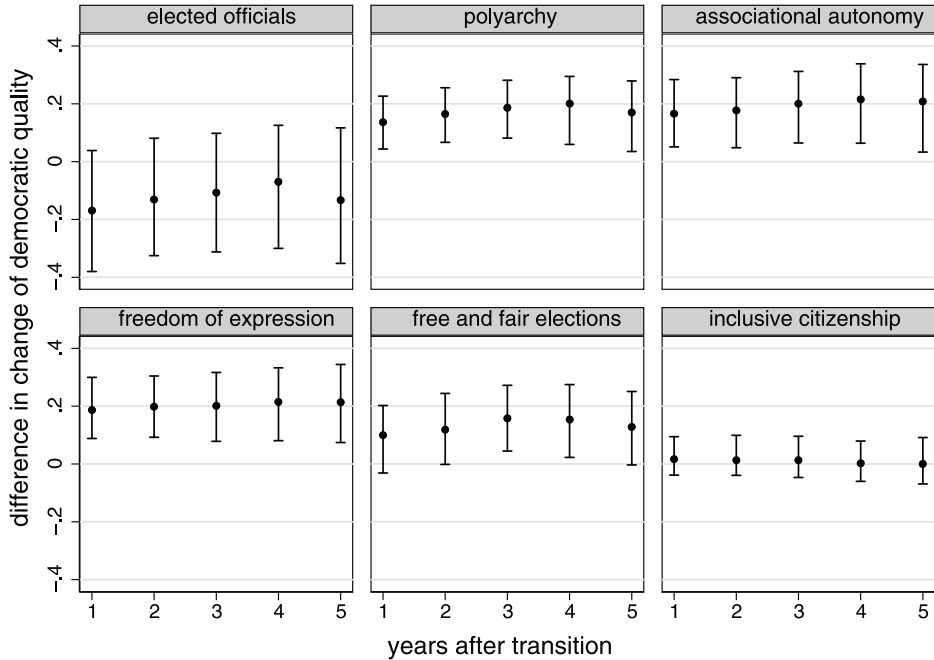 elected officials
polyarchy
associational autonomy
.4
.2
0
-.2
-.4
difference in change of democratic quality
freedom of expression
free and fair elections
inclusive citizenship
.4
.2
0
-.2
-.4
1 2 3 4 5
1 2 3 4 5
1 2 3 4 5
years after transition